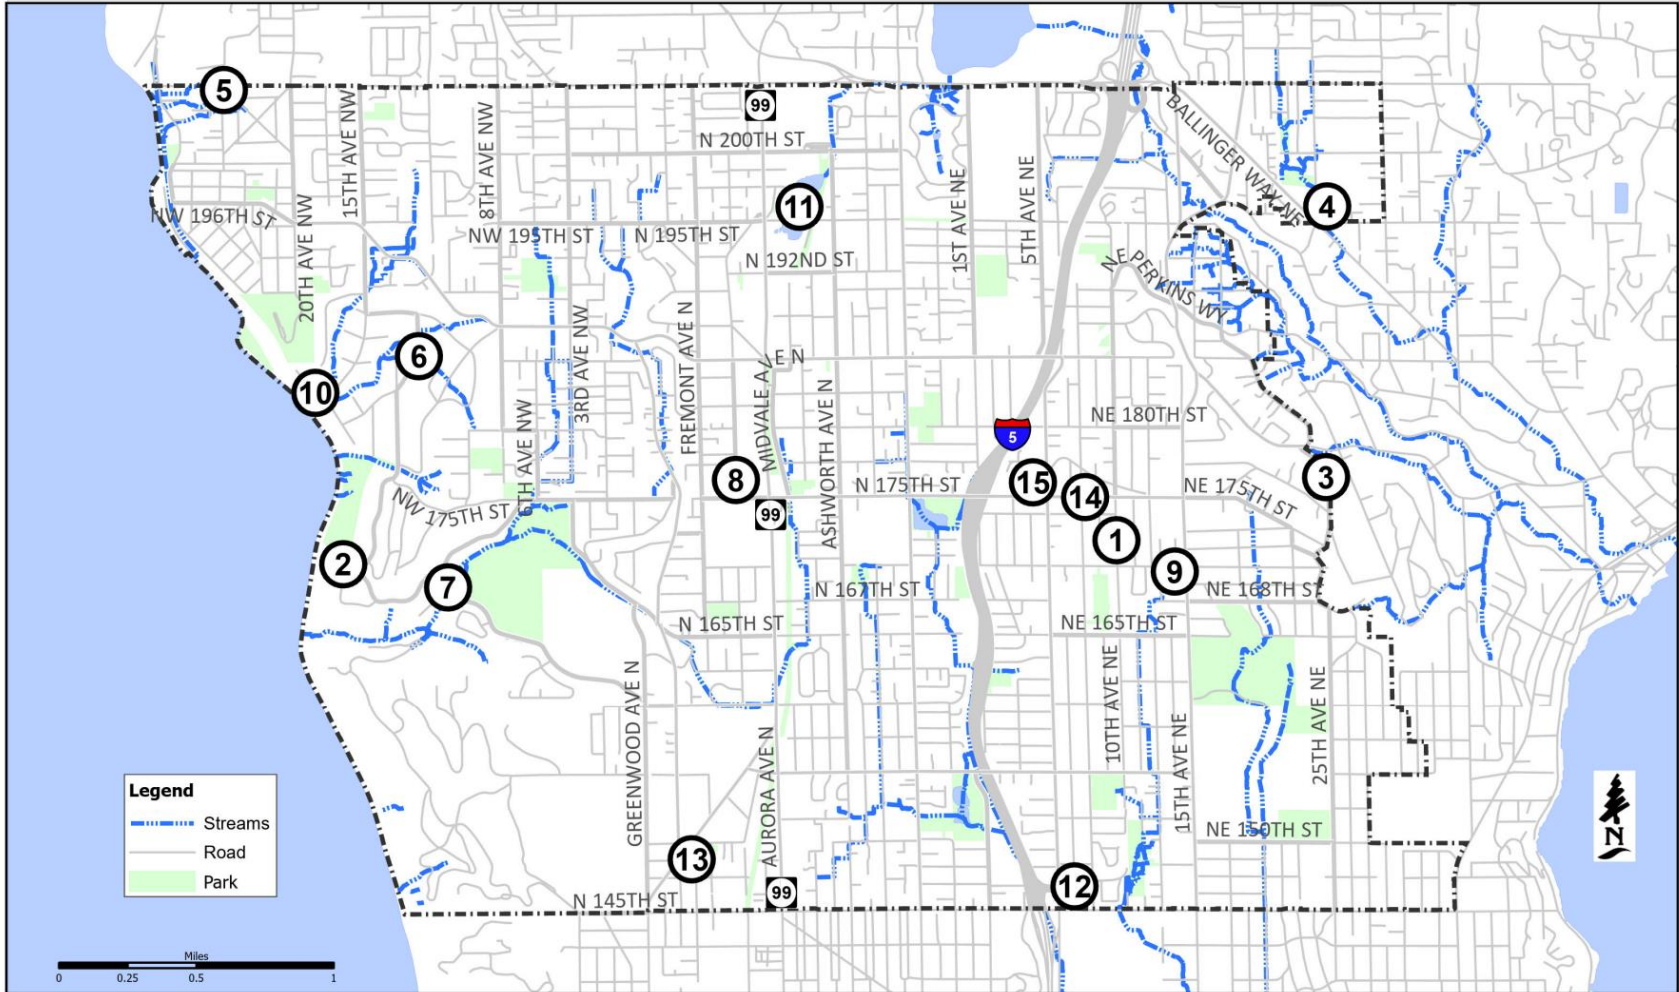 5
99
N 200TH ST
BALLINGER WAY NE
15TH AVE NW
8TH AVE NW
1ST AVE NE
5TH AVE NE
11
4
NW 196TH ST
20TH AVE NW
NW 195TH ST
N 195TH ST
N 192ND ST
NE PERKINS WY
6
3RD AVE NW
FREMONT AVE N
MIDVALE AVE N
10
ASHWORTH AVE N
NE 180TH ST
5
6TH AVE NW
8
N 175TH ST
15
14
NE 175TH ST
3
NW 175TH ST
99
1
2
7
9
N 167TH ST
NE 168TH ST
N 165TH ST
NE 165TH ST
GREENWOOD AVE N
AURORA AVE N
10TH AVE NE
15TH AVE NE
25TH AVE NE
Legend
Streams
Road
Park
13
NE 150TH ST
N
12
99
N 145TH ST
Miles
0 0.25 0.5 1